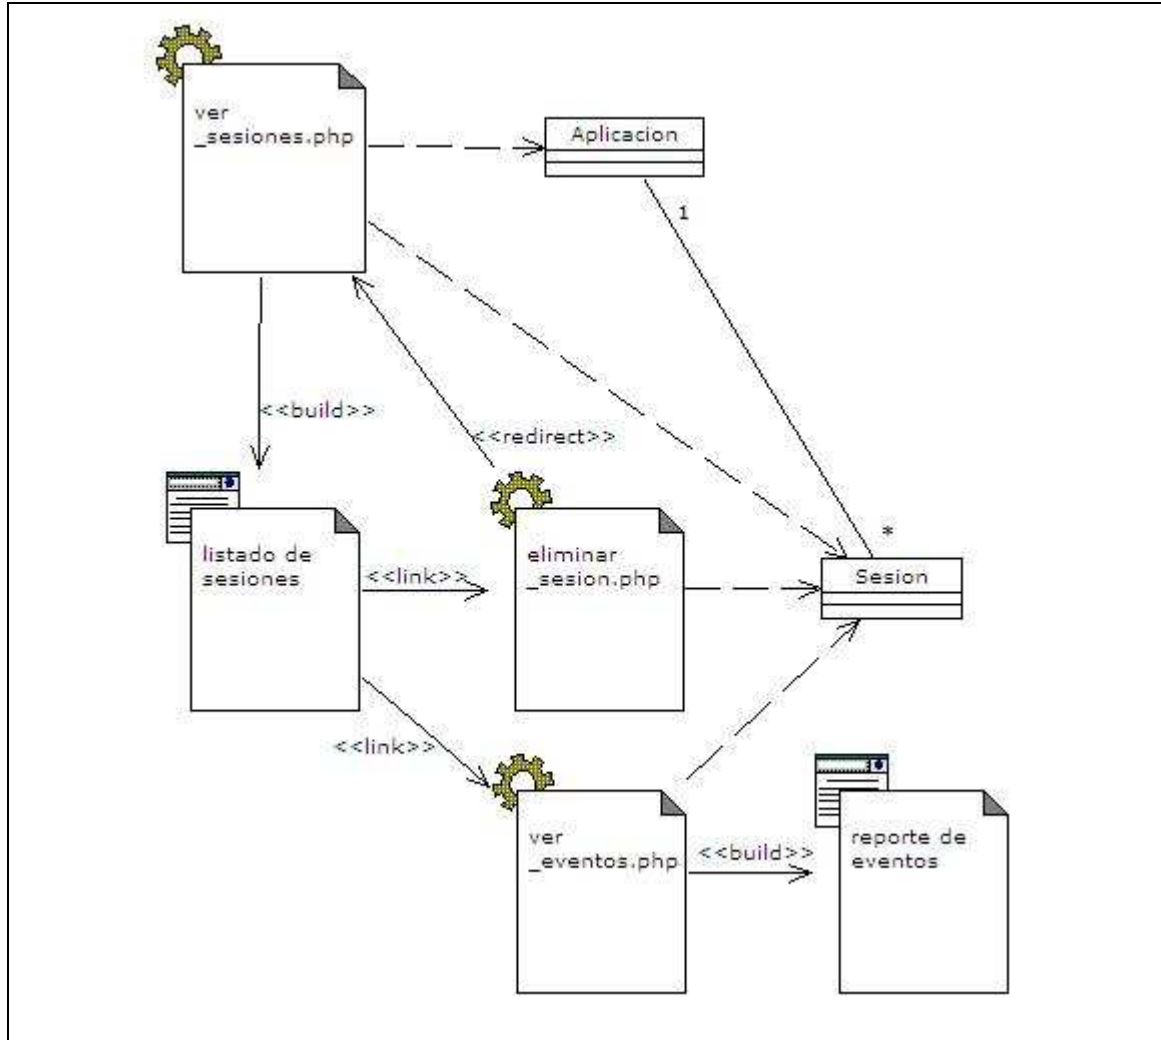 ver
_sesiones.php
Aplicacion
1
<<build>>
<<redirect>>
*
listado de
sesiones
<<link>>
eliminar
_sesion.php
Sesion
<<link>>
ver
_eventos.php
<<build>>
reporte de
eventos